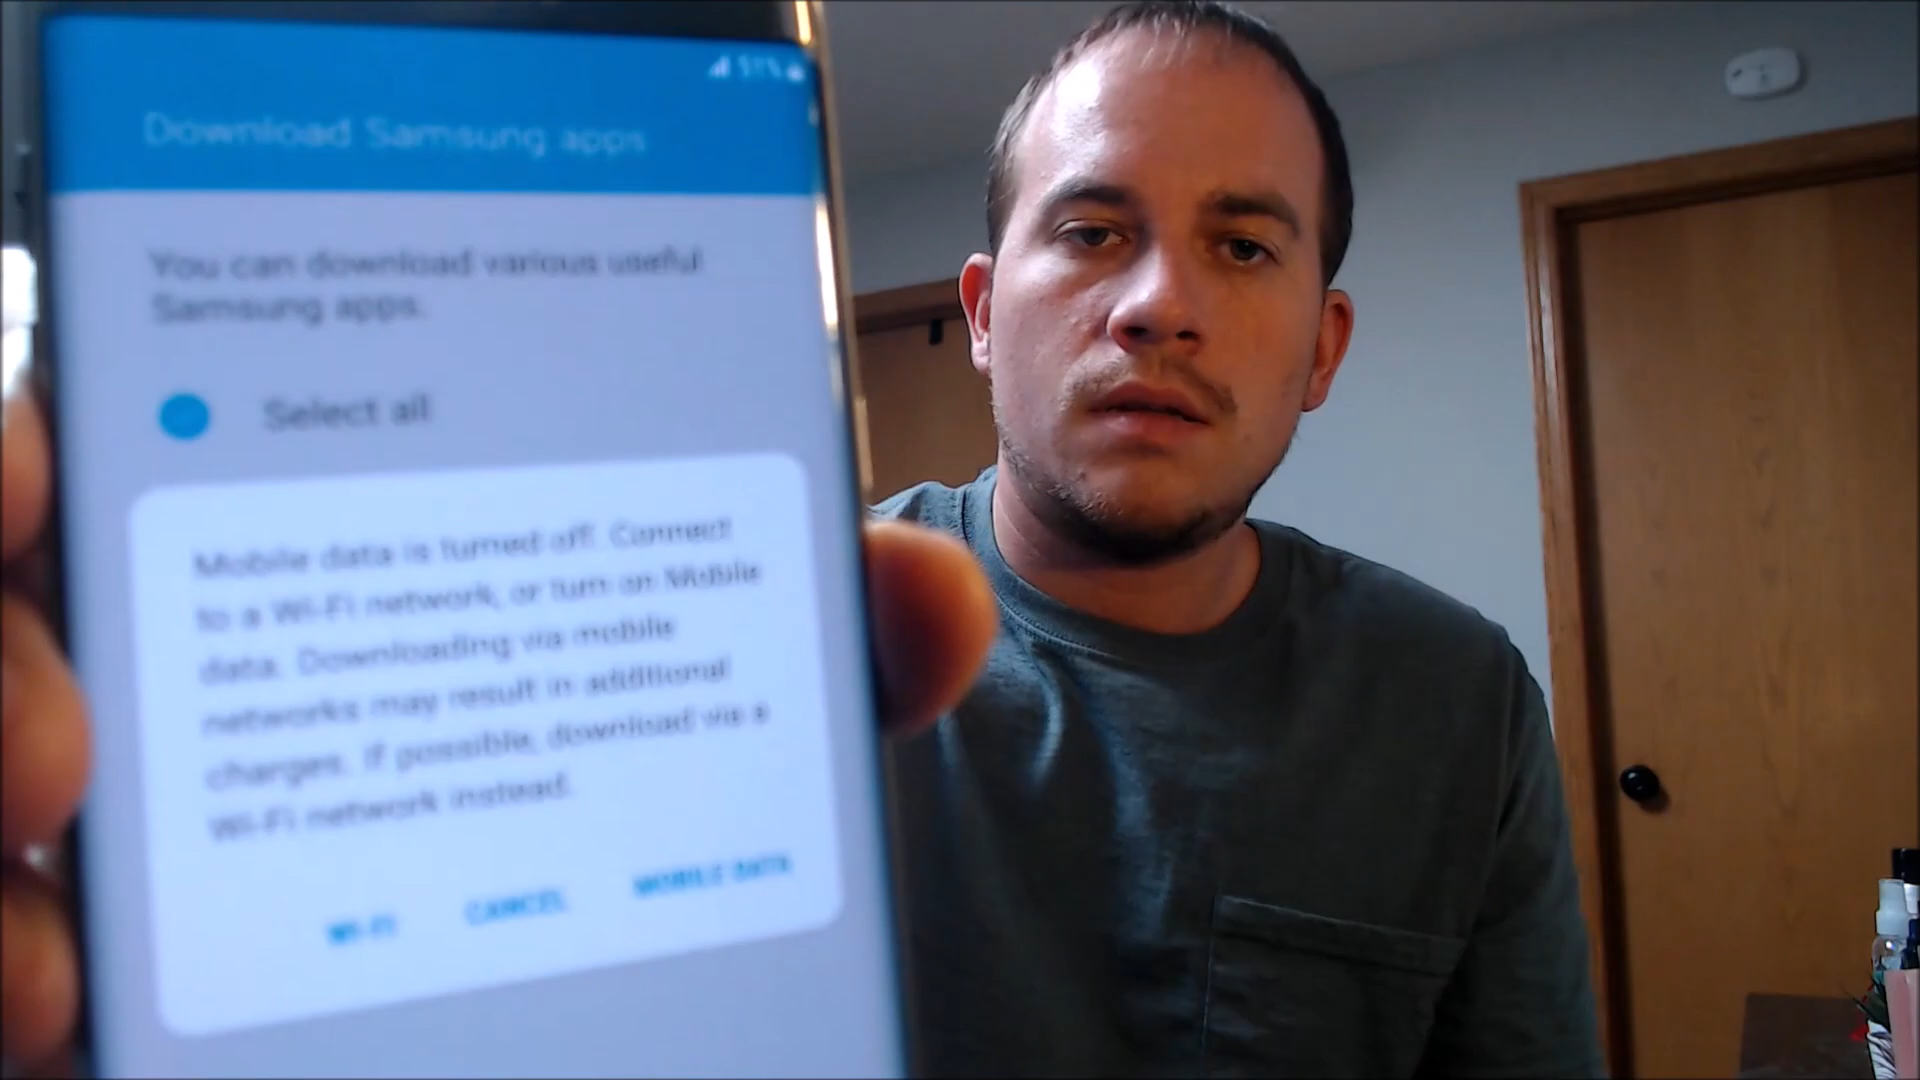 51%
Download Samsung apps
You can download various useful
Samsung apps.
Select all
Mobile data is turned off. Connect
to a Wi-Fi network, or turn on Mobile
data. Downloading via mobile
networks may result in additional
charges. If possible, download via a
Wi-Fi network instead.
WI-FI CANCEL MOBILE DATA